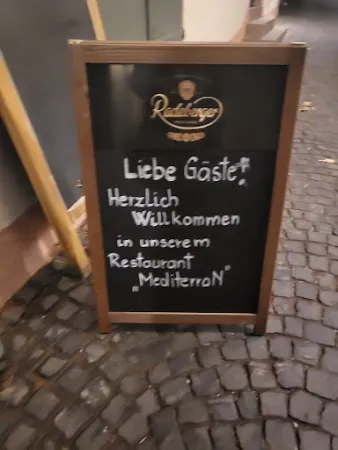 Radeberger
Liebe Gäste!
Herzlich
Willkommen
in unserem
Restaurant
„MediterraN"